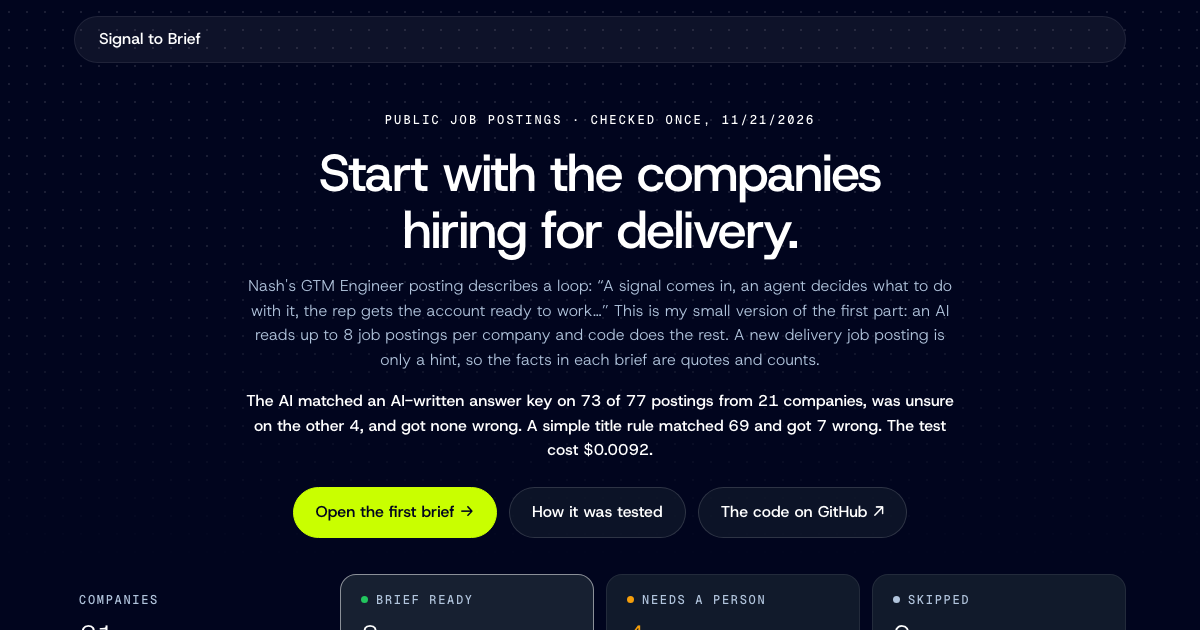 Signal to Brief
PUBLIC JOB POSTINGS · CHECKED ONCE, 11/21/2026
Start with the companies
hiring for delivery.
Nash's GTM Engineer posting describes a loop: “A signal comes in, an agent decides what to do
with it, the rep gets the account ready to work…” This is my small version of the first part: an AI
reads up to 8 job postings per company and code does the rest. A new delivery job posting is
only a hint, so the facts in each brief are quotes and counts.
The AI matched an AI-written answer key on 73 of 77 postings from 21 companies, was unsure
on the other 4, and got none wrong. A simple title rule matched 69 and got 7 wrong. The test
cost $0.0092.
Open the first brief →
How it was tested
The code on GitHub ↗
COMPANIES
BRIEF READY
NEEDS A PERSON
SKIPPED